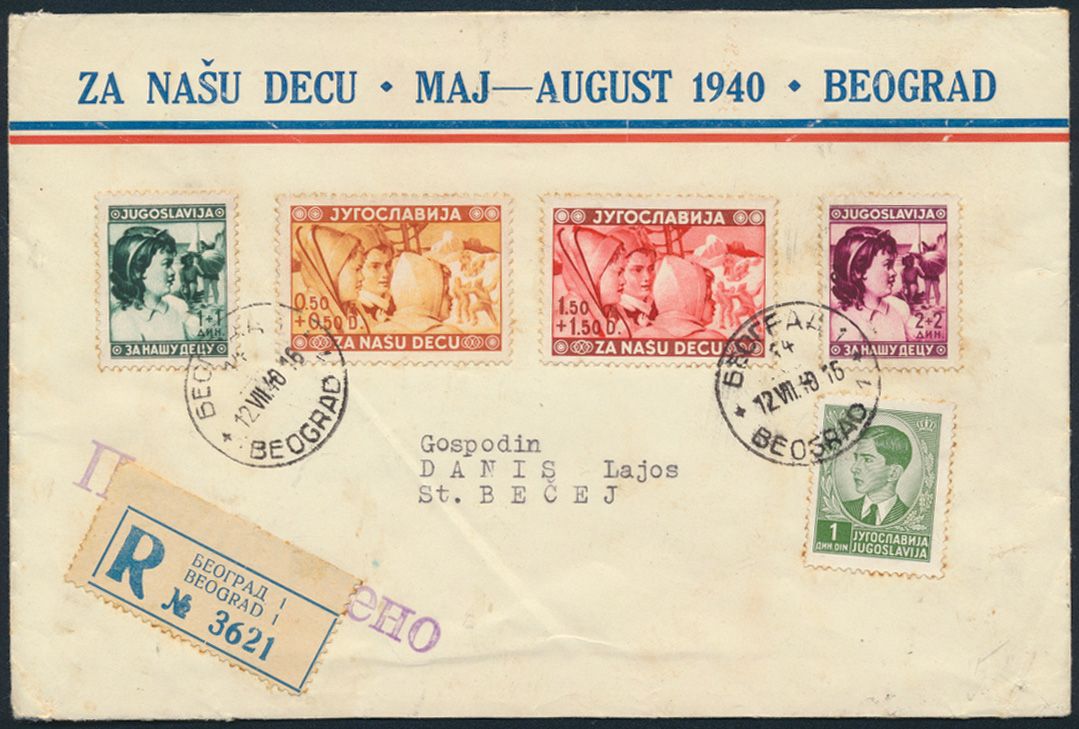 ZA NAŠU DECU • MAJ—AUGUST 1940 • BEOGRAD
JUGOSLAVIJA
1+1
ДИН.
ЗА НАШУ ДЕЦУ
ЈУГОСЛАВИЈА
0.50
+0.50 D.
ZA NAŠU DECU
ЈУГОСЛАВИЈА
1.50
+1.50 D.
ZA NAŠU DECU
JUGOSLAVIJA
2+2
ДИН.
ЗА НАШУ ДЕЦУ
12 VII.40 16
BEOGRAD
БЕОГРАД 1
12 VII.40 16
BEOGRAD 1
Gospodin
DANIS Lajos
St. BEČEJ
1
ДИН DIN
ЈУГОСЛАВИЈА
JUGOSLAVIJA
R
БЕОГРАД 1
BEOGRAD 1
№ 3621